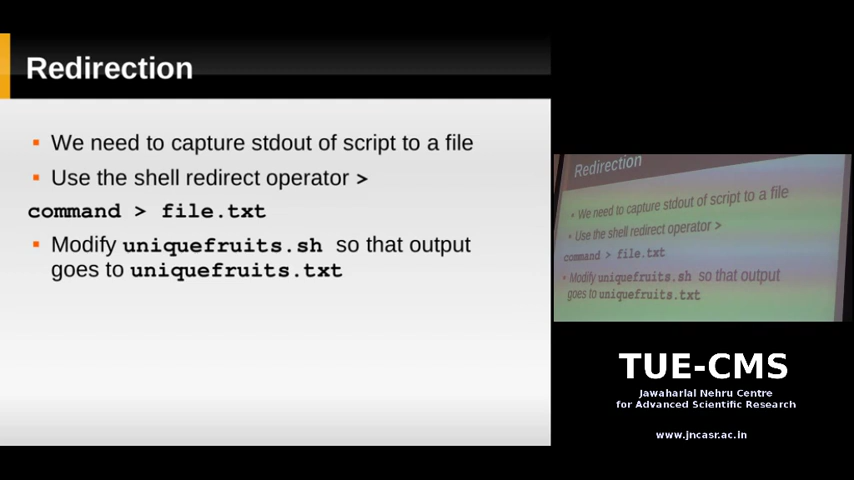 Redirection
We need to capture stdout of script to a file
Use the shell redirect operator >
command > file.txt
Modify uniquefruits.sh so that output
goes to uniquefruits.txt
Redirection
We need to capture stdout of script to a file
Use the shell redirect operator >
command > file.txt
Modify uniquefruits.sh so that output
goes to uniquefruits.txt
TUE-CMS
Jawaharlal Nehru Centre
for Advanced Scientific Research
www.jncasr.ac.in